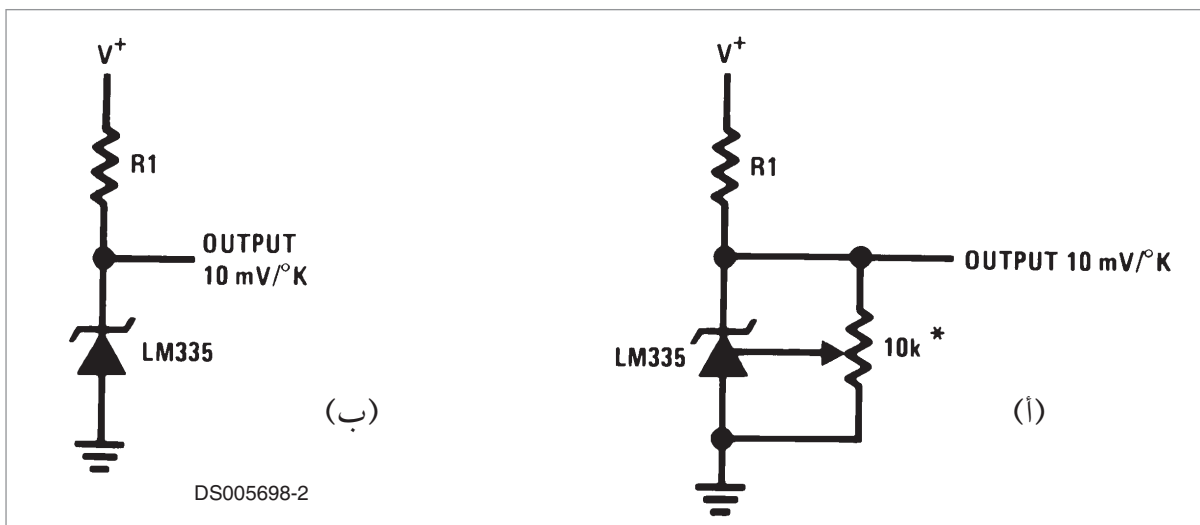 V+
R1
OUTPUT
10 mV/°K
LM335
(ب)
DS005698-2
V+
R1
OUTPUT 10 mV/°K
LM335
10k *
(أ)